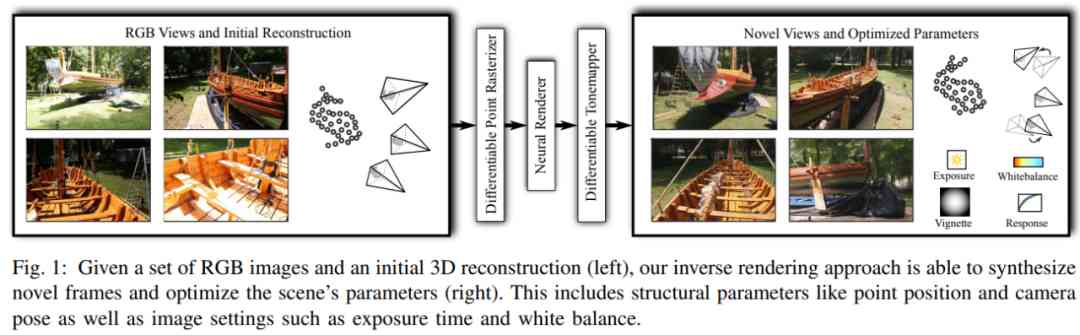 RGB Views and Initial Reconstruction
Differentiable Point Rasterizer
Neural Renderer
Differentiable Tonemapper
Novel Views and Optimized Parameters
Exposure
Whitebalance
Vignette
Response
Fig. 1: Given a set of RGB images and an initial 3D reconstruction (left), our inverse rendering approach is able to synthesize
novel frames and optimize the scene's parameters (right). This includes structural parameters like point position and camera
pose as well as image settings such as exposure time and white balance.